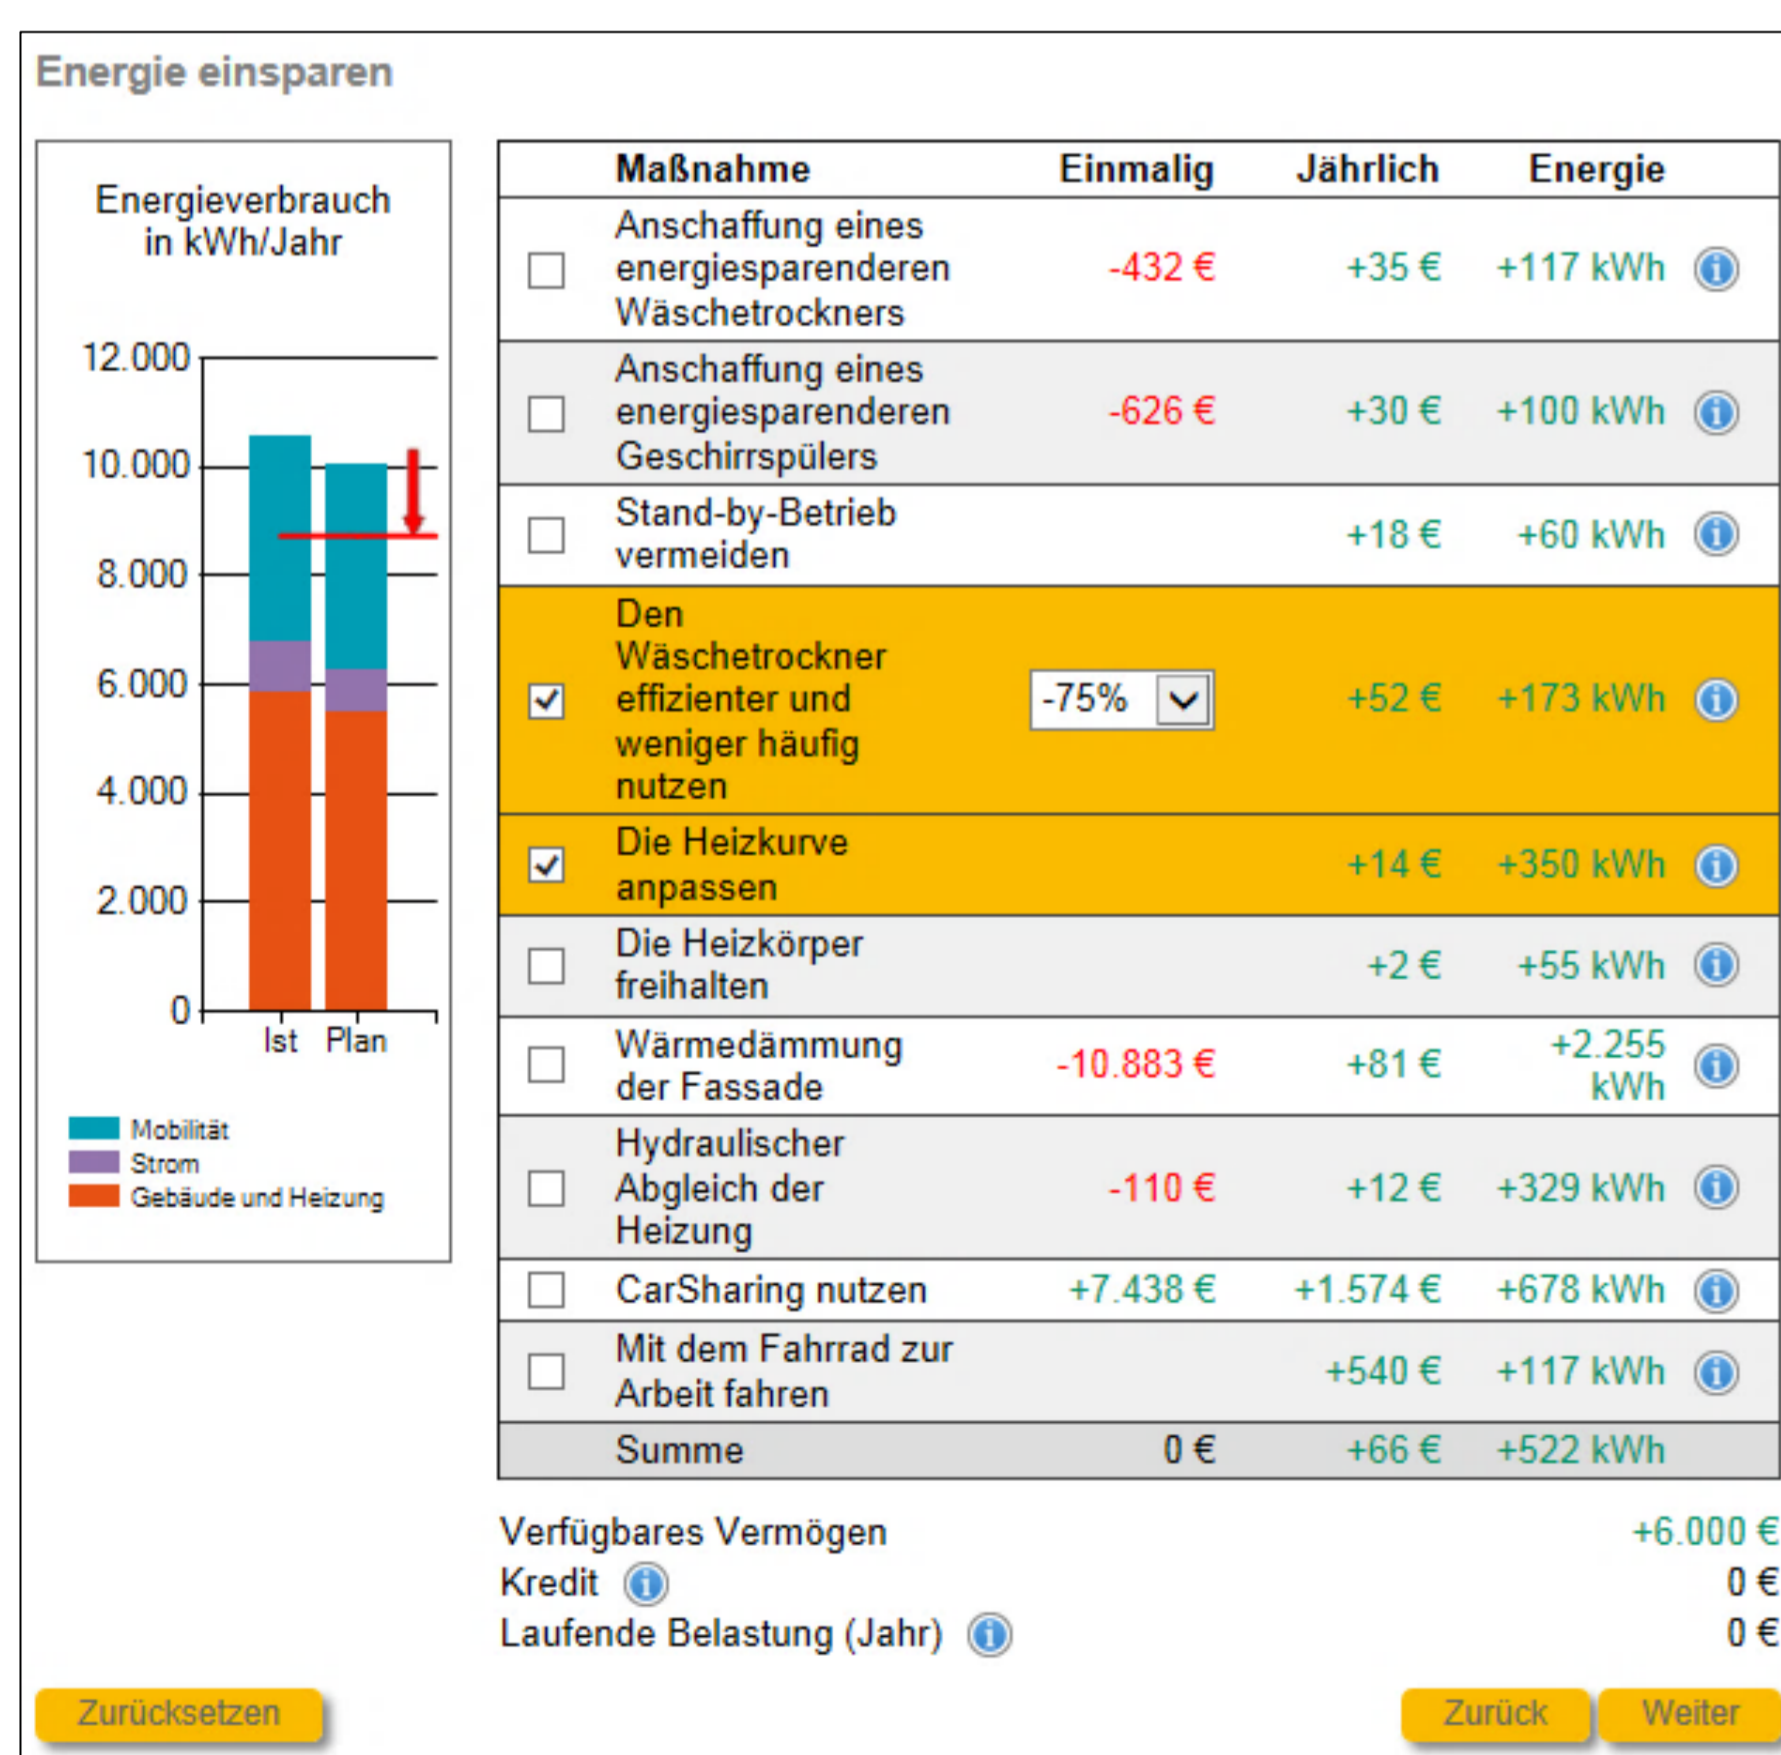 Energie einsparen
Energieverbrauch
in kWh/Jahr
12.000
10.000
8.000
6.000
4.000
2.000
0
Ist Plan
Mobilität
Strom
Gebäude und Heizung
Maßnahme Einmalig Jährlich Energie
Anschaffung eines
energiesparenderen -432 € +35 € +117 kWh
Wäschetrockners
Anschaffung eines
energiesparenderen -626 € +30 € +100 kWh
Geschirrspülers
Stand-by-Betrieb
vermeiden +18 € +60 kWh
Den
Wäschetrockner
effizienter und -75% +52 € +173 kWh
weniger häufig
nutzen
Die Heizkurve
anpassen +14 € +350 kWh
Die Heizkörper
freihalten +2 € +55 kWh
Wärmedämmung
der Fassade -10.883 € +81 € +2.255
kWh
Hydraulischer
Abgleich der -110 € +12 € +329 kWh
Heizung
CarSharing nutzen +7.438 € +1.574 € +678 kWh
Mit dem Fahrrad zur
Arbeit fahren +540 € +117 kWh
Summe 0 € +66 € +522 kWh
Verfügbares Vermögen +6.000 €
Kredit 0 €
Laufende Belastung (Jahr) 0 €
Zurücksetzen Zurück Weiter